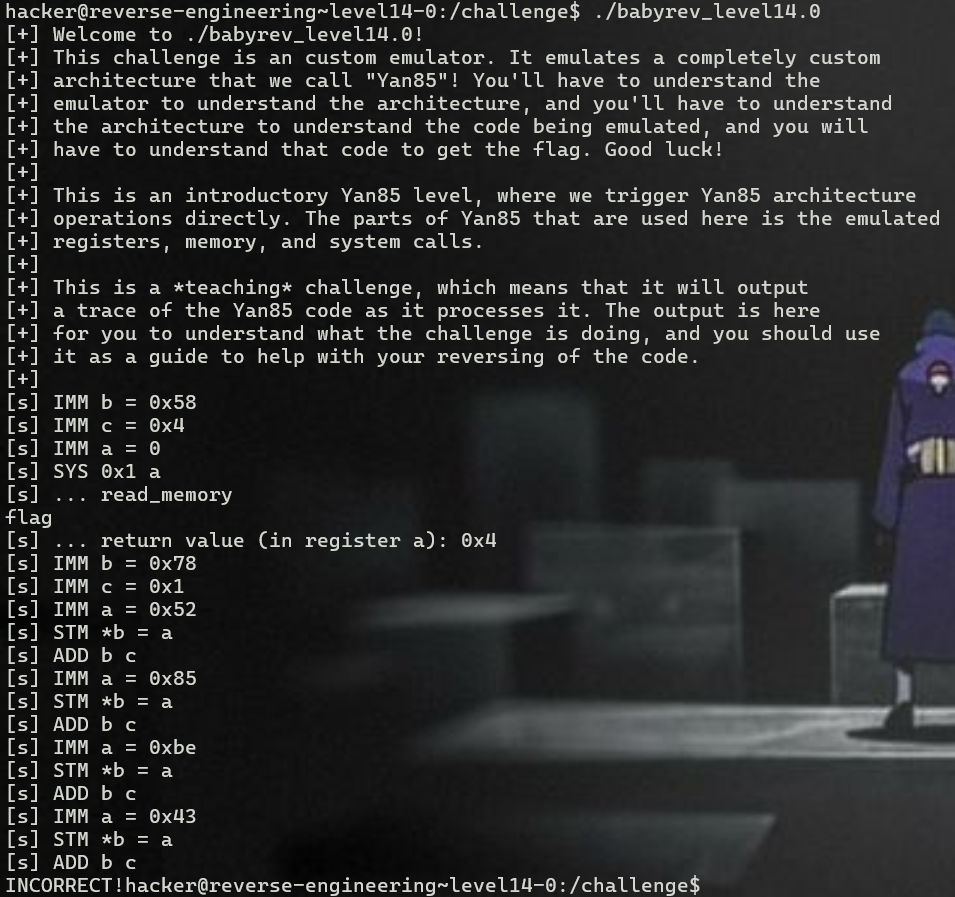 hacker@reverse-engineering~level14-0:/challenge$ ./babyrev_level14.0
[+] Welcome to ./babyrev_level14.0!
[+] This challenge is an custom emulator. It emulates a completely custom
[+] architecture that we call "Yan85"! You'll have to understand the
[+] emulator to understand the architecture, and you'll have to understand
[+] the architecture to understand the code being emulated, and you will
[+] have to understand that code to get the flag. Good luck!
[+]
[+] This is an introductory Yan85 level, where we trigger Yan85 architecture
[+] operations directly. The parts of Yan85 that are used here is the emulated
[+] registers, memory, and system calls.
[+]
[+] This is a *teaching* challenge, which means that it will output
[+] a trace of the Yan85 code as it processes it. The output is here
[+] for you to understand what the challenge is doing, and you should use
[+] it as a guide to help with your reversing of the code.
[+]
[s] IMM b = 0x58
[s] IMM c = 0x4
[s] IMM a = 0
[s] SYS 0x1 a
[s] ... read_memory
flag
[s] ... return value (in register a): 0x4
[s] IMM b = 0x78
[s] IMM c = 0x1
[s] IMM a = 0x52
[s] STM *b = a
[s] ADD b c
[s] IMM a = 0x85
[s] STM *b = a
[s] ADD b c
[s] IMM a = 0xbe
[s] STM *b = a
[s] ADD b c
[s] IMM a = 0x43
[s] STM *b = a
[s] ADD b c
INCORRECT!hacker@reverse-engineering~level14-0:/challenge$